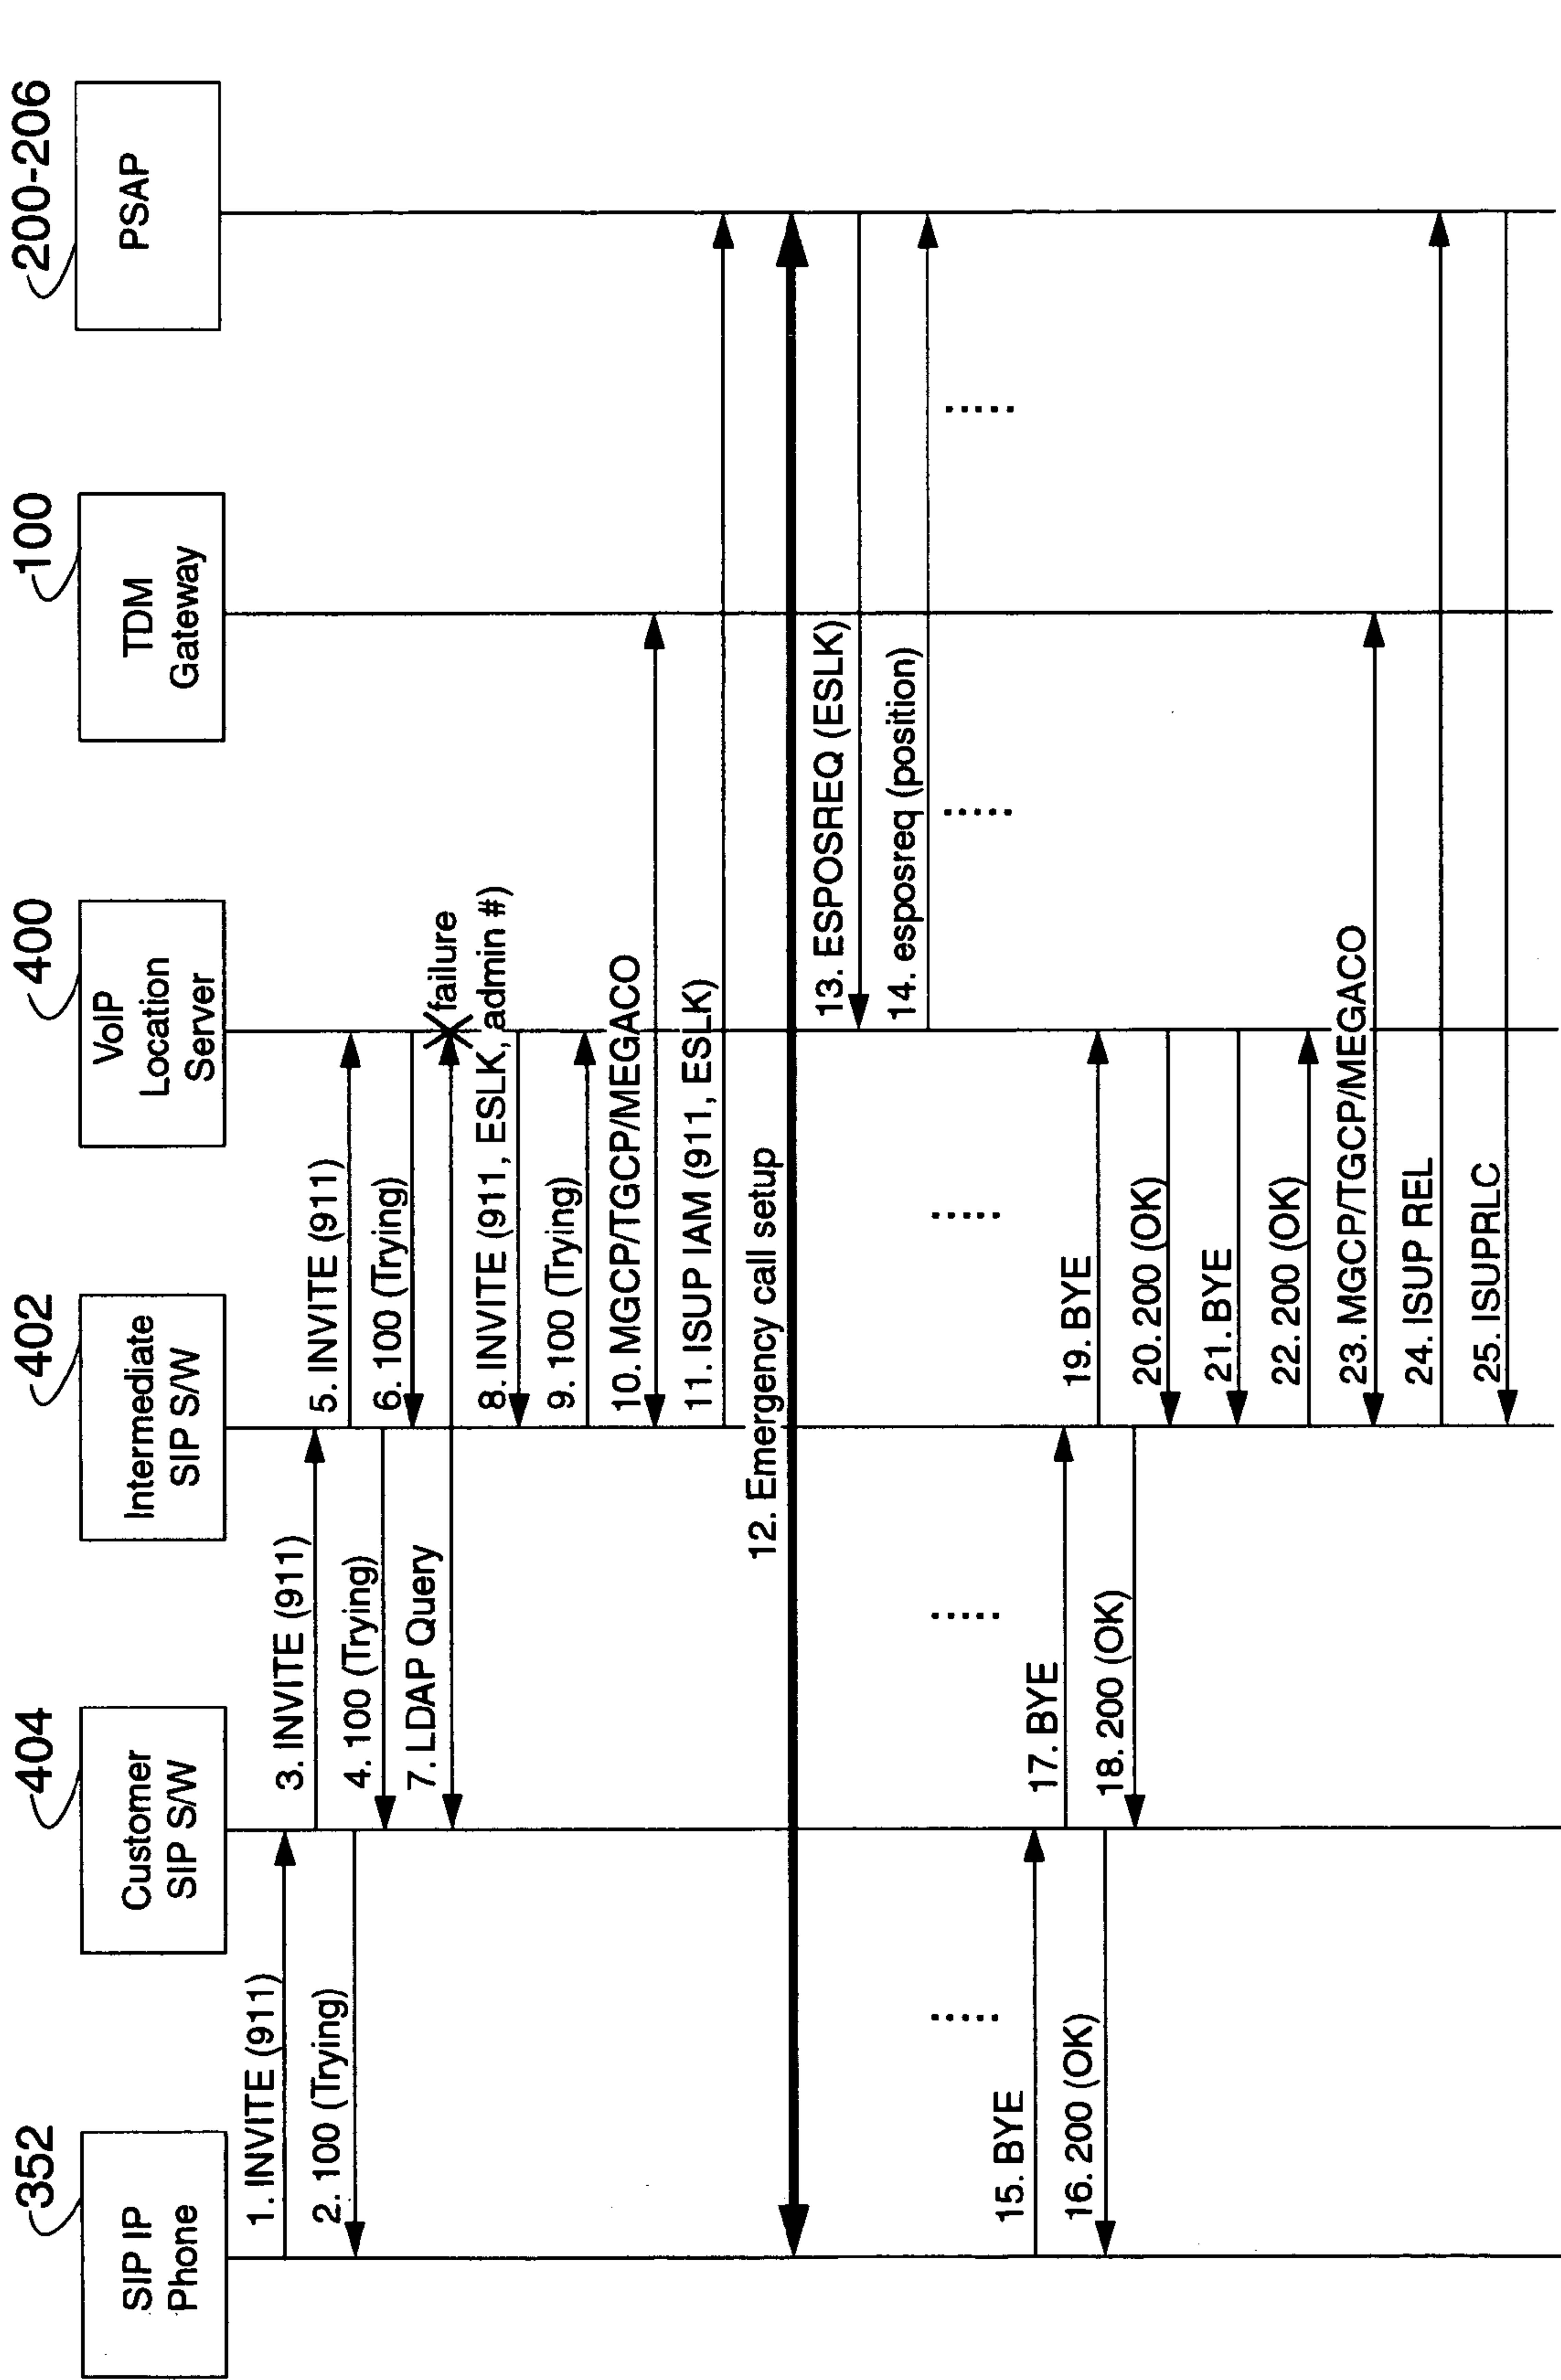 352
404
402
400
100
200-206
SIP IP
Phone
Customer
SIP S/W
Intermediate
SIP S/W
VoIP
Location
Server
TDM
Gateway
PSAP
1. INVITE (911)
2. 100 (Trying)
3. INVITE (911)
4. 100 (Trying)
5. INVITE (911)
6. 100 (Trying)
7. LDAP Query
failure
8. INVITE (911, ESLK, admin #)
9. 100 (Trying)
10. MGCP/TGCP/MEGACO
11. ISUP IAM (911, ESLK)
12. Emergency call setup
13. ESPOSREQ (ESLK)
14. esposreq (position)
.....
.....
.....
.....
.....
15. BYE
16. 200 (OK)
17. BYE
18. 200 (OK)
19. BYE
20. 200 (OK)
21. BYE
22. 200 (OK)
23. MGCP/TGCP/MEGACO
24. ISUP REL
25. ISUPRLC